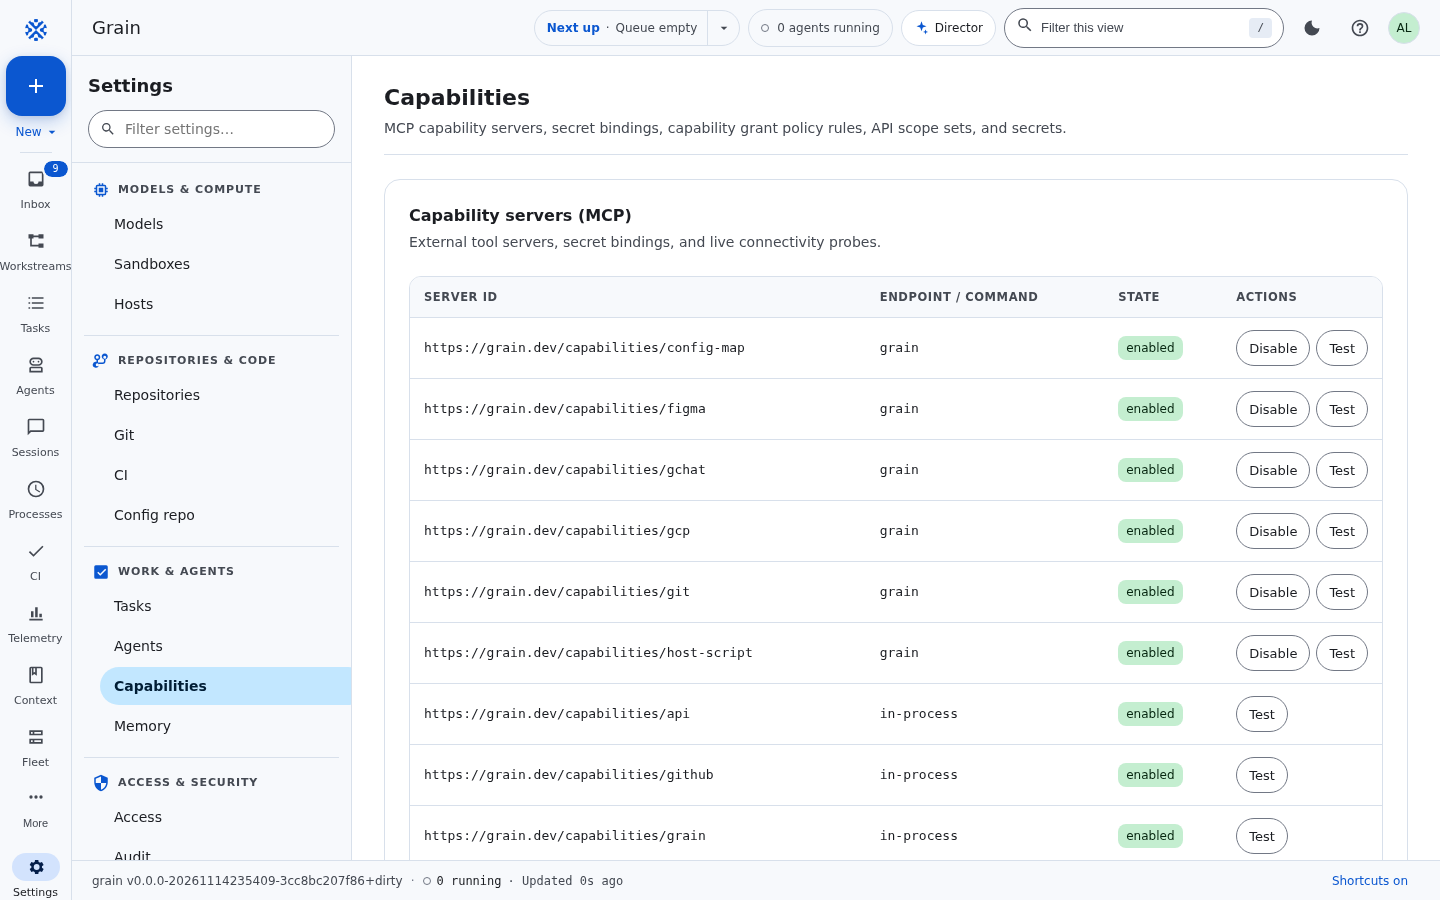 Grain
Next up · Queue empty
0 agents running
Director
Filter this view /
AL
New
9
Inbox
Workstreams
Tasks
Agents
Sessions
Processes
CI
Telemetry
Context
Fleet
More
Settings
Settings
Filter settings...
MODELS & COMPUTE
Models
Sandboxes
Hosts
REPOSITORIES & CODE
Repositories
Git
CI
Config repo
WORK & AGENTS
Tasks
Agents
Capabilities
Memory
ACCESS & SECURITY
Access
Audit
Capabilities
MCP capability servers, secret bindings, capability grant policy rules, API scope sets, and secrets.
Capability servers (MCP)
External tool servers, secret bindings, and live connectivity probes.
SERVER ID ENDPOINT / COMMAND STATE ACTIONS
https://grain.dev/capabilities/config-map grain enabled Disable Test
https://grain.dev/capabilities/figma grain enabled Disable Test
https://grain.dev/capabilities/gchat grain enabled Disable Test
https://grain.dev/capabilities/gcp grain enabled Disable Test
https://grain.dev/capabilities/git grain enabled Disable Test
https://grain.dev/capabilities/host-script grain enabled Disable Test
https://grain.dev/capabilities/api in-process enabled Test
https://grain.dev/capabilities/github in-process enabled Test
https://grain.dev/capabilities/grain in-process enabled Test
grain v0.0.0-20261114235409-3cc8bc207f86+dirty · 0 running · Updated 0s ago
Shortcuts on